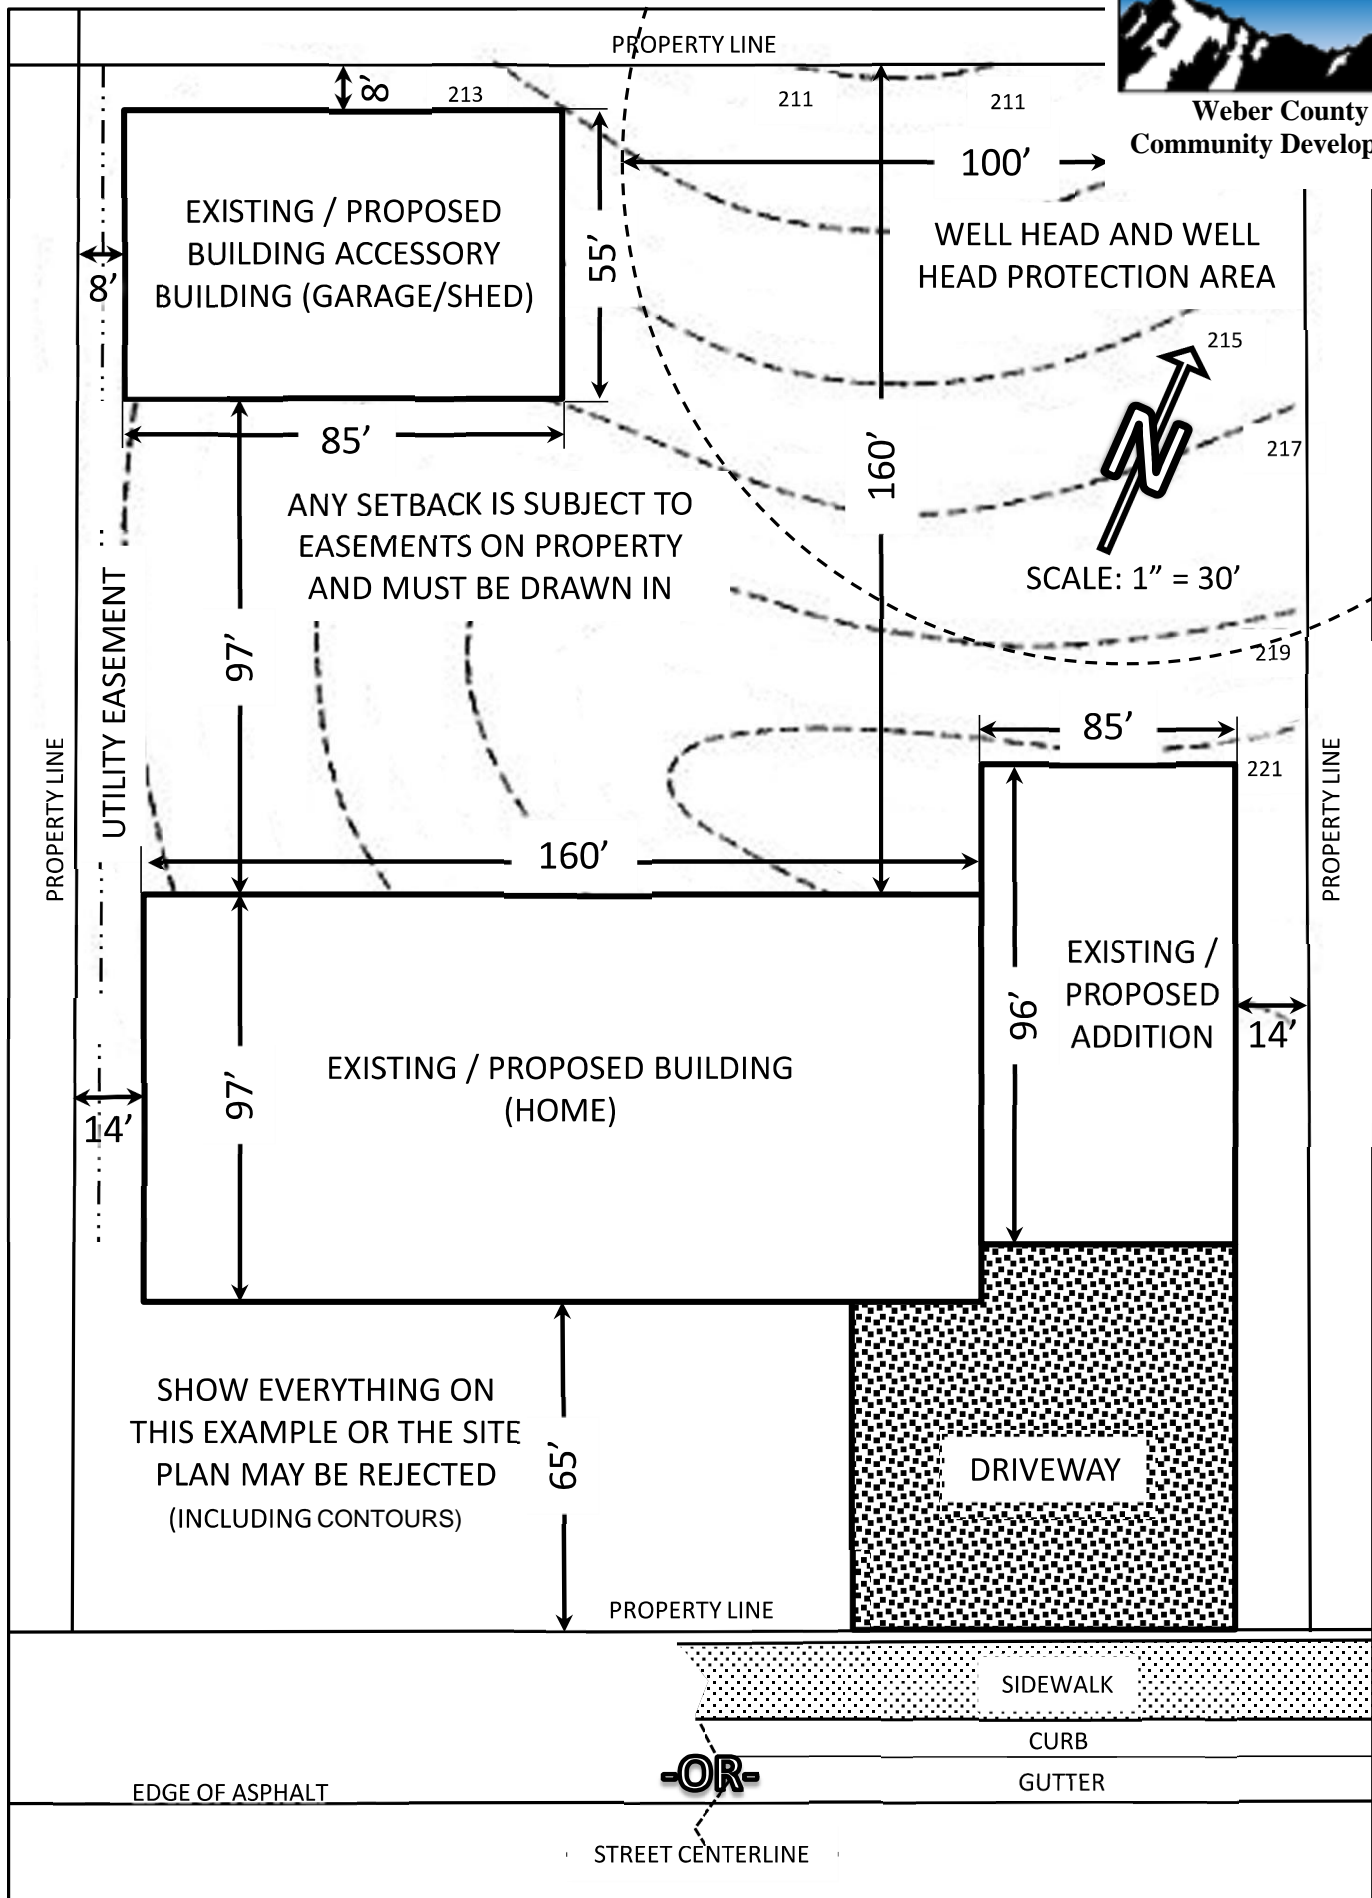 PROPERTY LINE
8’
213
211
211
Weber County
Community Develop
100’
EXISTING / PROPOSED
BUILDING ACCESSORY
BUILDING (GARAGE/SHED)
8’
55’
WELL HEAD AND WELL
HEAD PROTECTION AREA
215
N
217
85’
160’
ANY SETBACK IS SUBJECT TO
EASEMENTS ON PROPERTY
AND MUST BE DRAWN IN
SCALE: 1” = 30’
UTILITY EASEMENT
97’
219
85’
221
PROPERTY LINE
PROPERTY LINE
160’
EXISTING /
PROPOSED
ADDITION
96’
14’
EXISTING / PROPOSED BUILDING
(HOME)
97’
14’
SHOW EVERYTHING ON
THIS EXAMPLE OR THE SITE
PLAN MAY BE REJECTED
(INCLUDING CONTOURS)
65’
DRIVEWAY
PROPERTY LINE
SIDEWALK
CURB
-OR-
GUTTER
EDGE OF ASPHALT
STREET CENTERLINE